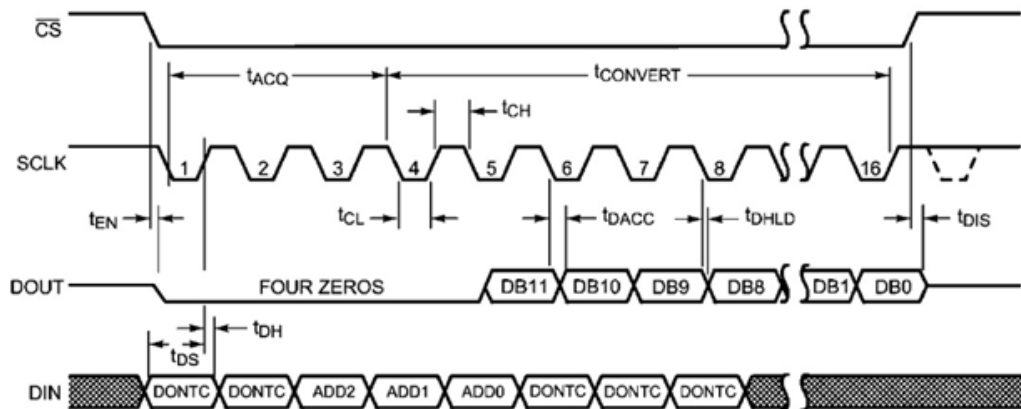 CS
tACQ
tCONVERT
tCH
SCLK
1 2 3 4 5 6 7 8 16
tEN
tCL
tDACC
tDHLD
tDIS
DOUT
FOUR ZEROS
DB11 DB10 DB9 DB8 DB1 DB0
tDH
tDS
DIN
DONTC DONTC ADD2 ADD1 ADD0 DONTC DONTC DONTC